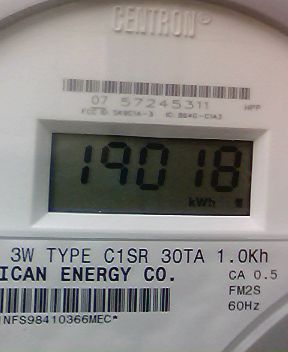 CENTRON®
07 57245311
19018
kWh
3W TYPE C1SR 30TA 1.0Kh
ICAN ENERGY CO.
CA 0.5
FM2S
60Hz
NFS98410366MEC*